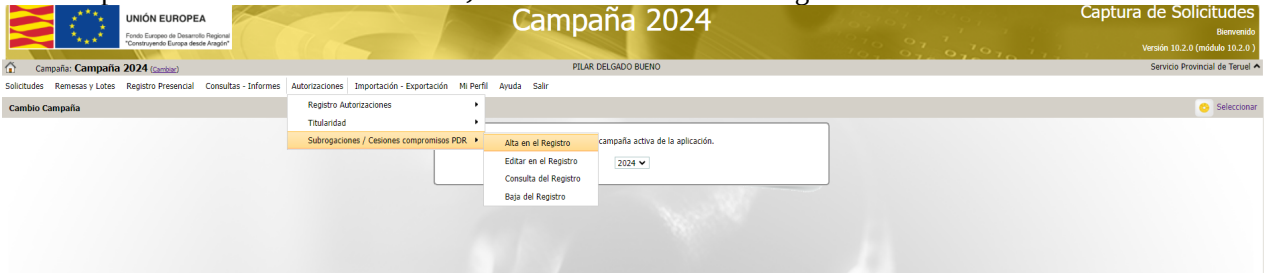 UNIÓN EUROPEA
Fondo Europeo de Desarrollo Regional
"Construyendo Europa desde Aragón"
Campaña 2024
Captura de Solicitudes
Bienvenido
Versión 10.2.0 (módulo 10.2.0 )
Campaña: Campaña 2024 (Cambiar)
PILAR DELGADO BUENO
Servicio Provincial de Teruel
Solicitudes Remesas y Lotes Registro Presencial Consultas - Informes Autorizaciones Importación - Exportación Mi Perfil Ayuda Salir
Cambio Campaña
Seleccionar
Registro Autorizaciones
Titularidad
Subrogaciones / Cesiones compromisos PDR
Alta en el Registro
Editar en el Registro
Consulta del Registro
Baja del Registro
campaña activa de la aplicación.
2024